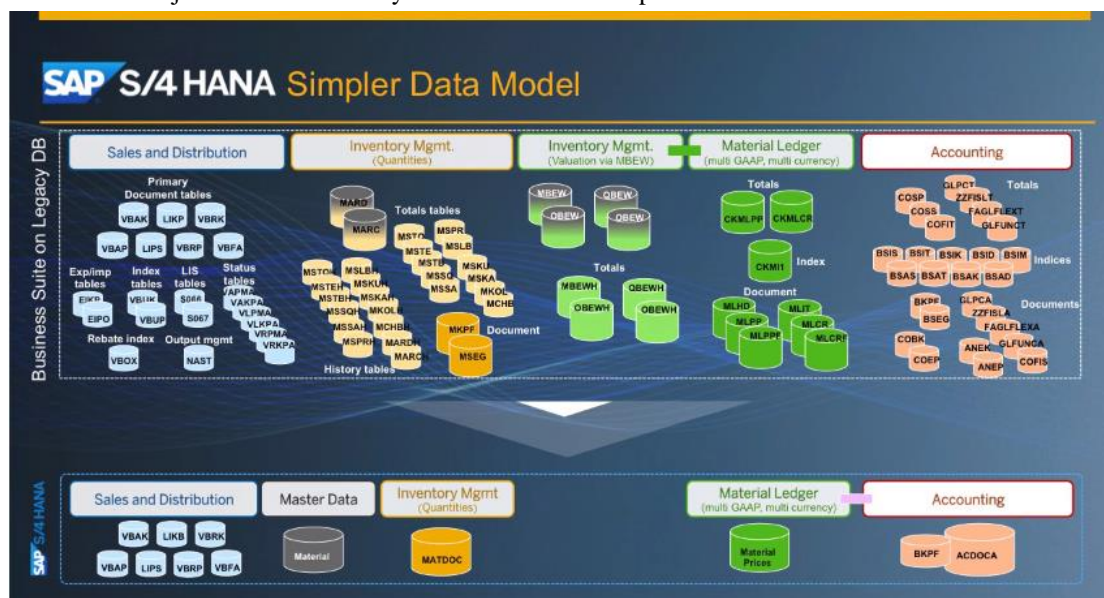 SAP S/4 HANA Simpler Data Model
Business Suite on Legacy DB
Sales and Distribution
Primary
Document tables
VBAK LIKP VBRK
VBAP LIPS VBRP VBFA
Exp/imp
tables
EIKP
EIPO
Index
tables
VBUK
VBUP
LIS
tables
S066
S067
Status
tables
VAPMA
VAKPA
VLPMA
VLKPA
VRPMA
VRKPA
Rebate index
VBOX
Output mgmt
NAST
Inventory Mgmt.
(Quantities)
MARD
MARC
Totals tables
MSTE
MSTB
MSSQ
MSSA
MSPR
MSLB
MSKU
MSKA
MKOL
MCHB
MSTEH
MSTBH
MSSQH
MSSAH
MSPRH
MSLBH
MSKUH
MSKAH
MKOLH
MCHBH
MARDH
MARCH
History tables
MKPF
MSEG
Document
Inventory Mgmt.
(Valuation via MBEW)
MBEW
OBEW
QBEW
OBEW
Totals
MBEWH
OBEWH
QBEWH
OBEWH
Material Ledger
(multi GAAP, multi currency)
Totals
CKMLPP CKMLCR
CKMI1
Index
Document
MLHD
MLPP
MLPPF
MLIT
MLCR
MLCRF
Accounting
Totals
COSP
COSS
COFIT
GLPCT
ZZFISLT
FAGLFLEXT
GLFUNCT
BSIS BSIT BSIK BSID BSIM
BSAS BSAT BSAK BSAD
Indices
Documents
BKPF
BSEG
GLPCA
ZZFISLA
FAGLFLEXA
GLFUNCA
COFIS
COBK
COEP
ANEK
ANEP
SAP S/4 HANA
Sales and Distribution
VBAK LIKB VBRK
VBAP LIPS VBRP VBFA
Master Data
Material
Inventory Mgmt
(Quantities)
MATDOC
Material Ledger
(multi GAAP, multi currency)
Material
Prices
Accounting
BKPF ACDOCA